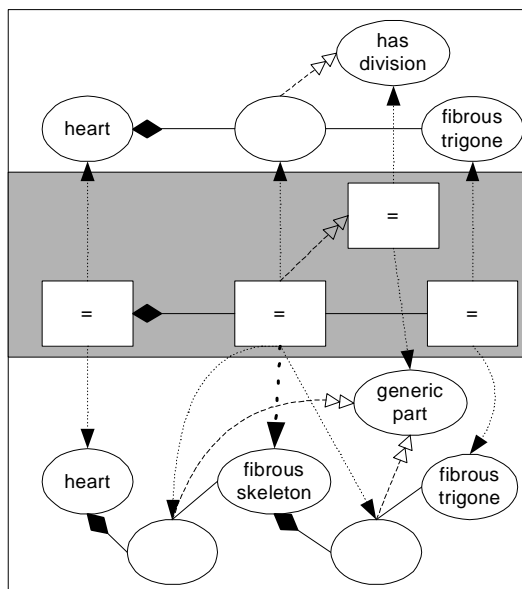 has
division
heart
fibrous
trigone
=
=
=
=
generic
part
heart
fibrous
skeleton
fibrous
trigone